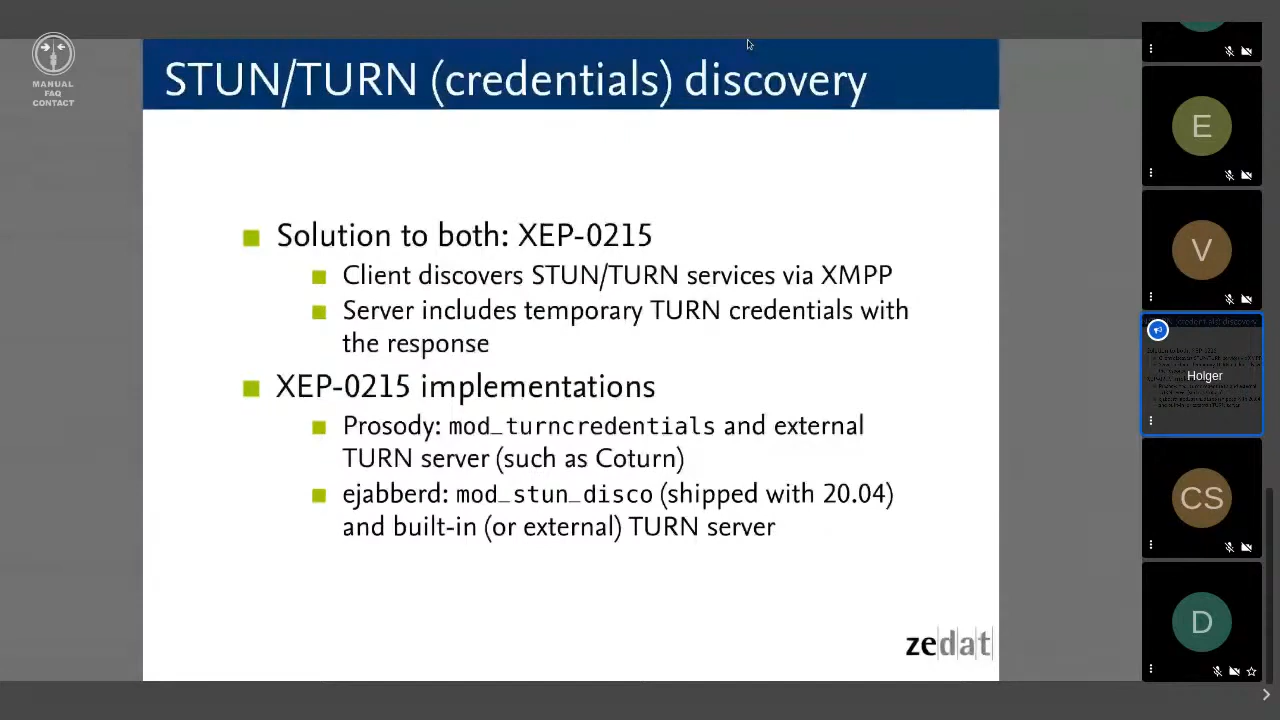 MANUAL
FAQ
CONTACT
STUN/TURN (credentials) discovery
Solution to both: XEP-0215
Client discovers STUN/TURN services via XMPP
Server includes temporary TURN credentials with
the response
XEP-0215 implementations
Prosody: mod_turncredentials and external
TURN server (such as Coturn)
ejabberd: mod_stun_disco (shipped with 20.04)
and built-in (or external) TURN server
zedat
E
V
Holger
CS
D